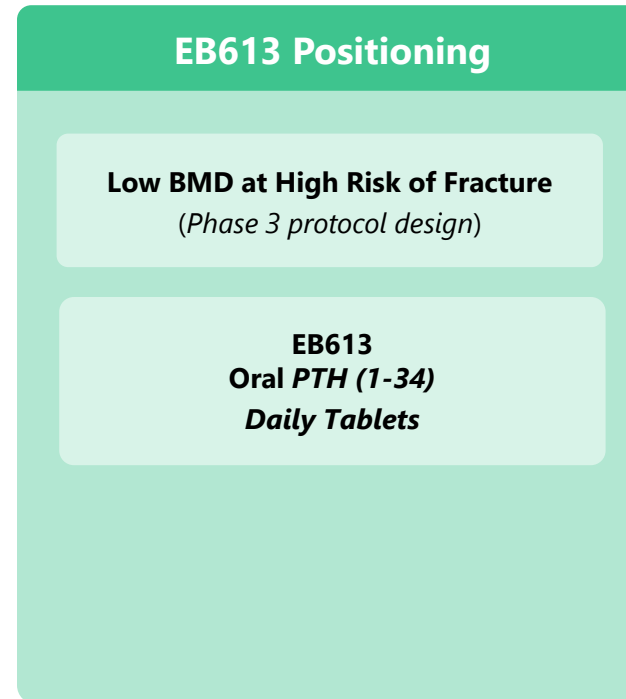 EB613 Positioning
Low BMD at High Risk of Fracture
(Phase 3 protocol design)
EB613
Oral PTH (1-34)
Daily Tablets